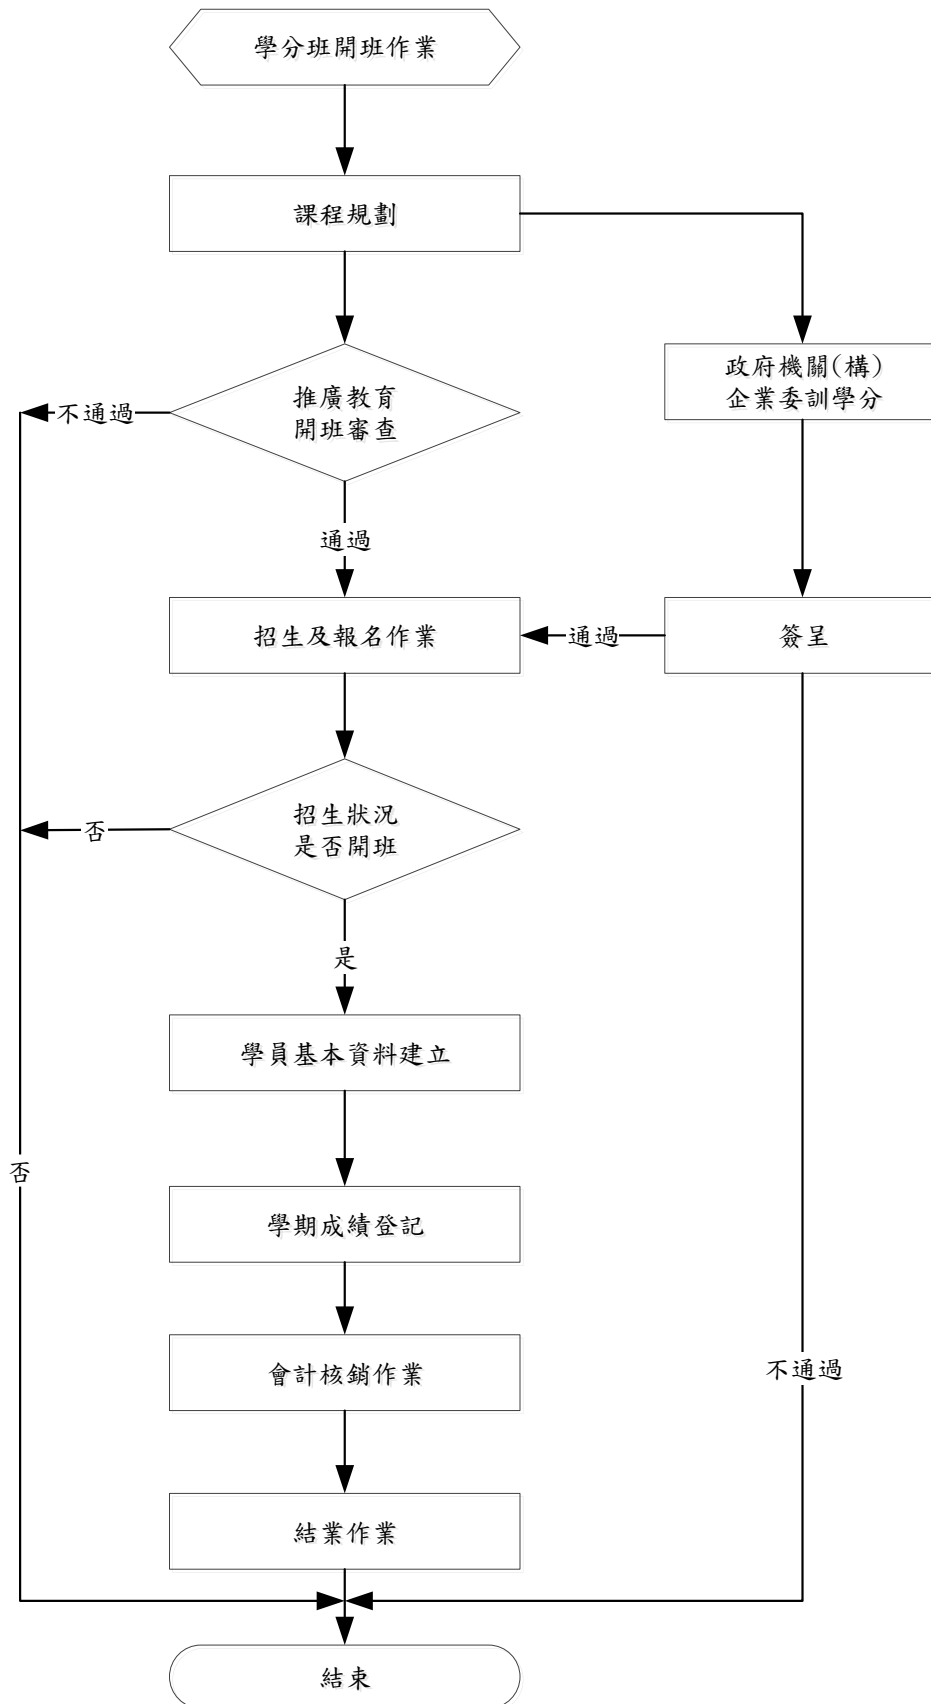 學分班開班作業
課程規劃
政府機關(構)
企業委訓學分
推廣教育
開班審查
不通過
通過
招生及報名作業
通過
簽呈
招生狀況
是否開班
否
是
學員基本資料建立
否
學期成績登記
會計核銷作業
不通過
結業作業
結束